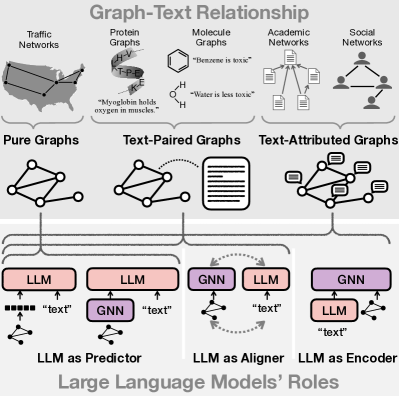 Graph-Text Relationship
Traffic
Networks
Protein
Graphs
Molecule
Graphs
Academic
Networks
Social
Networks
H-V
K-T-P-E
K-E
"Myoglobin holds
oxygen in muscles."
"Benzene is toxic"
H
O
H
"Water is less toxic"
Pure Graphs
Text-Paired Graphs
Text-Attributed Graphs
LLM
"text"
LLM
GNN
"text"
GNN
LLM
"text"
GNN
LLM
"text"
LLM as Predictor
LLM as Aligner
LLM as Encoder
Large Language Models' Roles